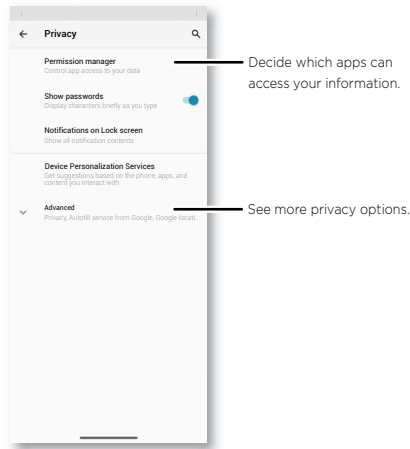 Privacy
Permission manager
Control app access to your data
Show passwords
Display characters briefly as you type
Notifications on Lock screen
Show all notification contents
Device Personalization Services
Get suggestions based on the phone, apps, and
content you interact with
Advanced
Privacy, Autofill service from Google, Google locati..
Decide which apps can
access your information.
See more privacy options.